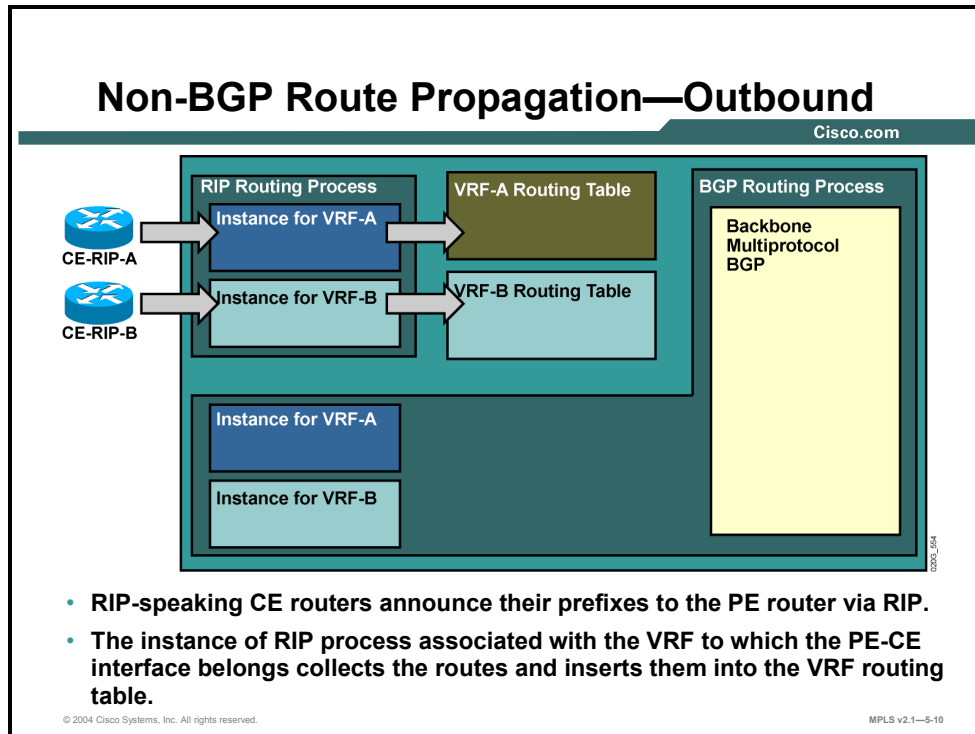 Non-BGP Route Propagation—Outbound
Cisco.com
RIP Routing Process
Instance for VRF-A
Instance for VRF-B
VRF-A Routing Table
VRF-B Routing Table
BGP Routing Process
Backbone
Multiprotocol
BGP
CE-RIP-A
CE-RIP-B
Instance for VRF-A
Instance for VRF-B
020G_554
• RIP-speaking CE routers announce their prefixes to the PE router via RIP.
• The instance of RIP process associated with the VRF to which the PE-CE
interface belongs collects the routes and inserts them into the VRF routing
table.
© 2004 Cisco Systems, Inc. All rights reserved.
MPLS v2.1—5-10